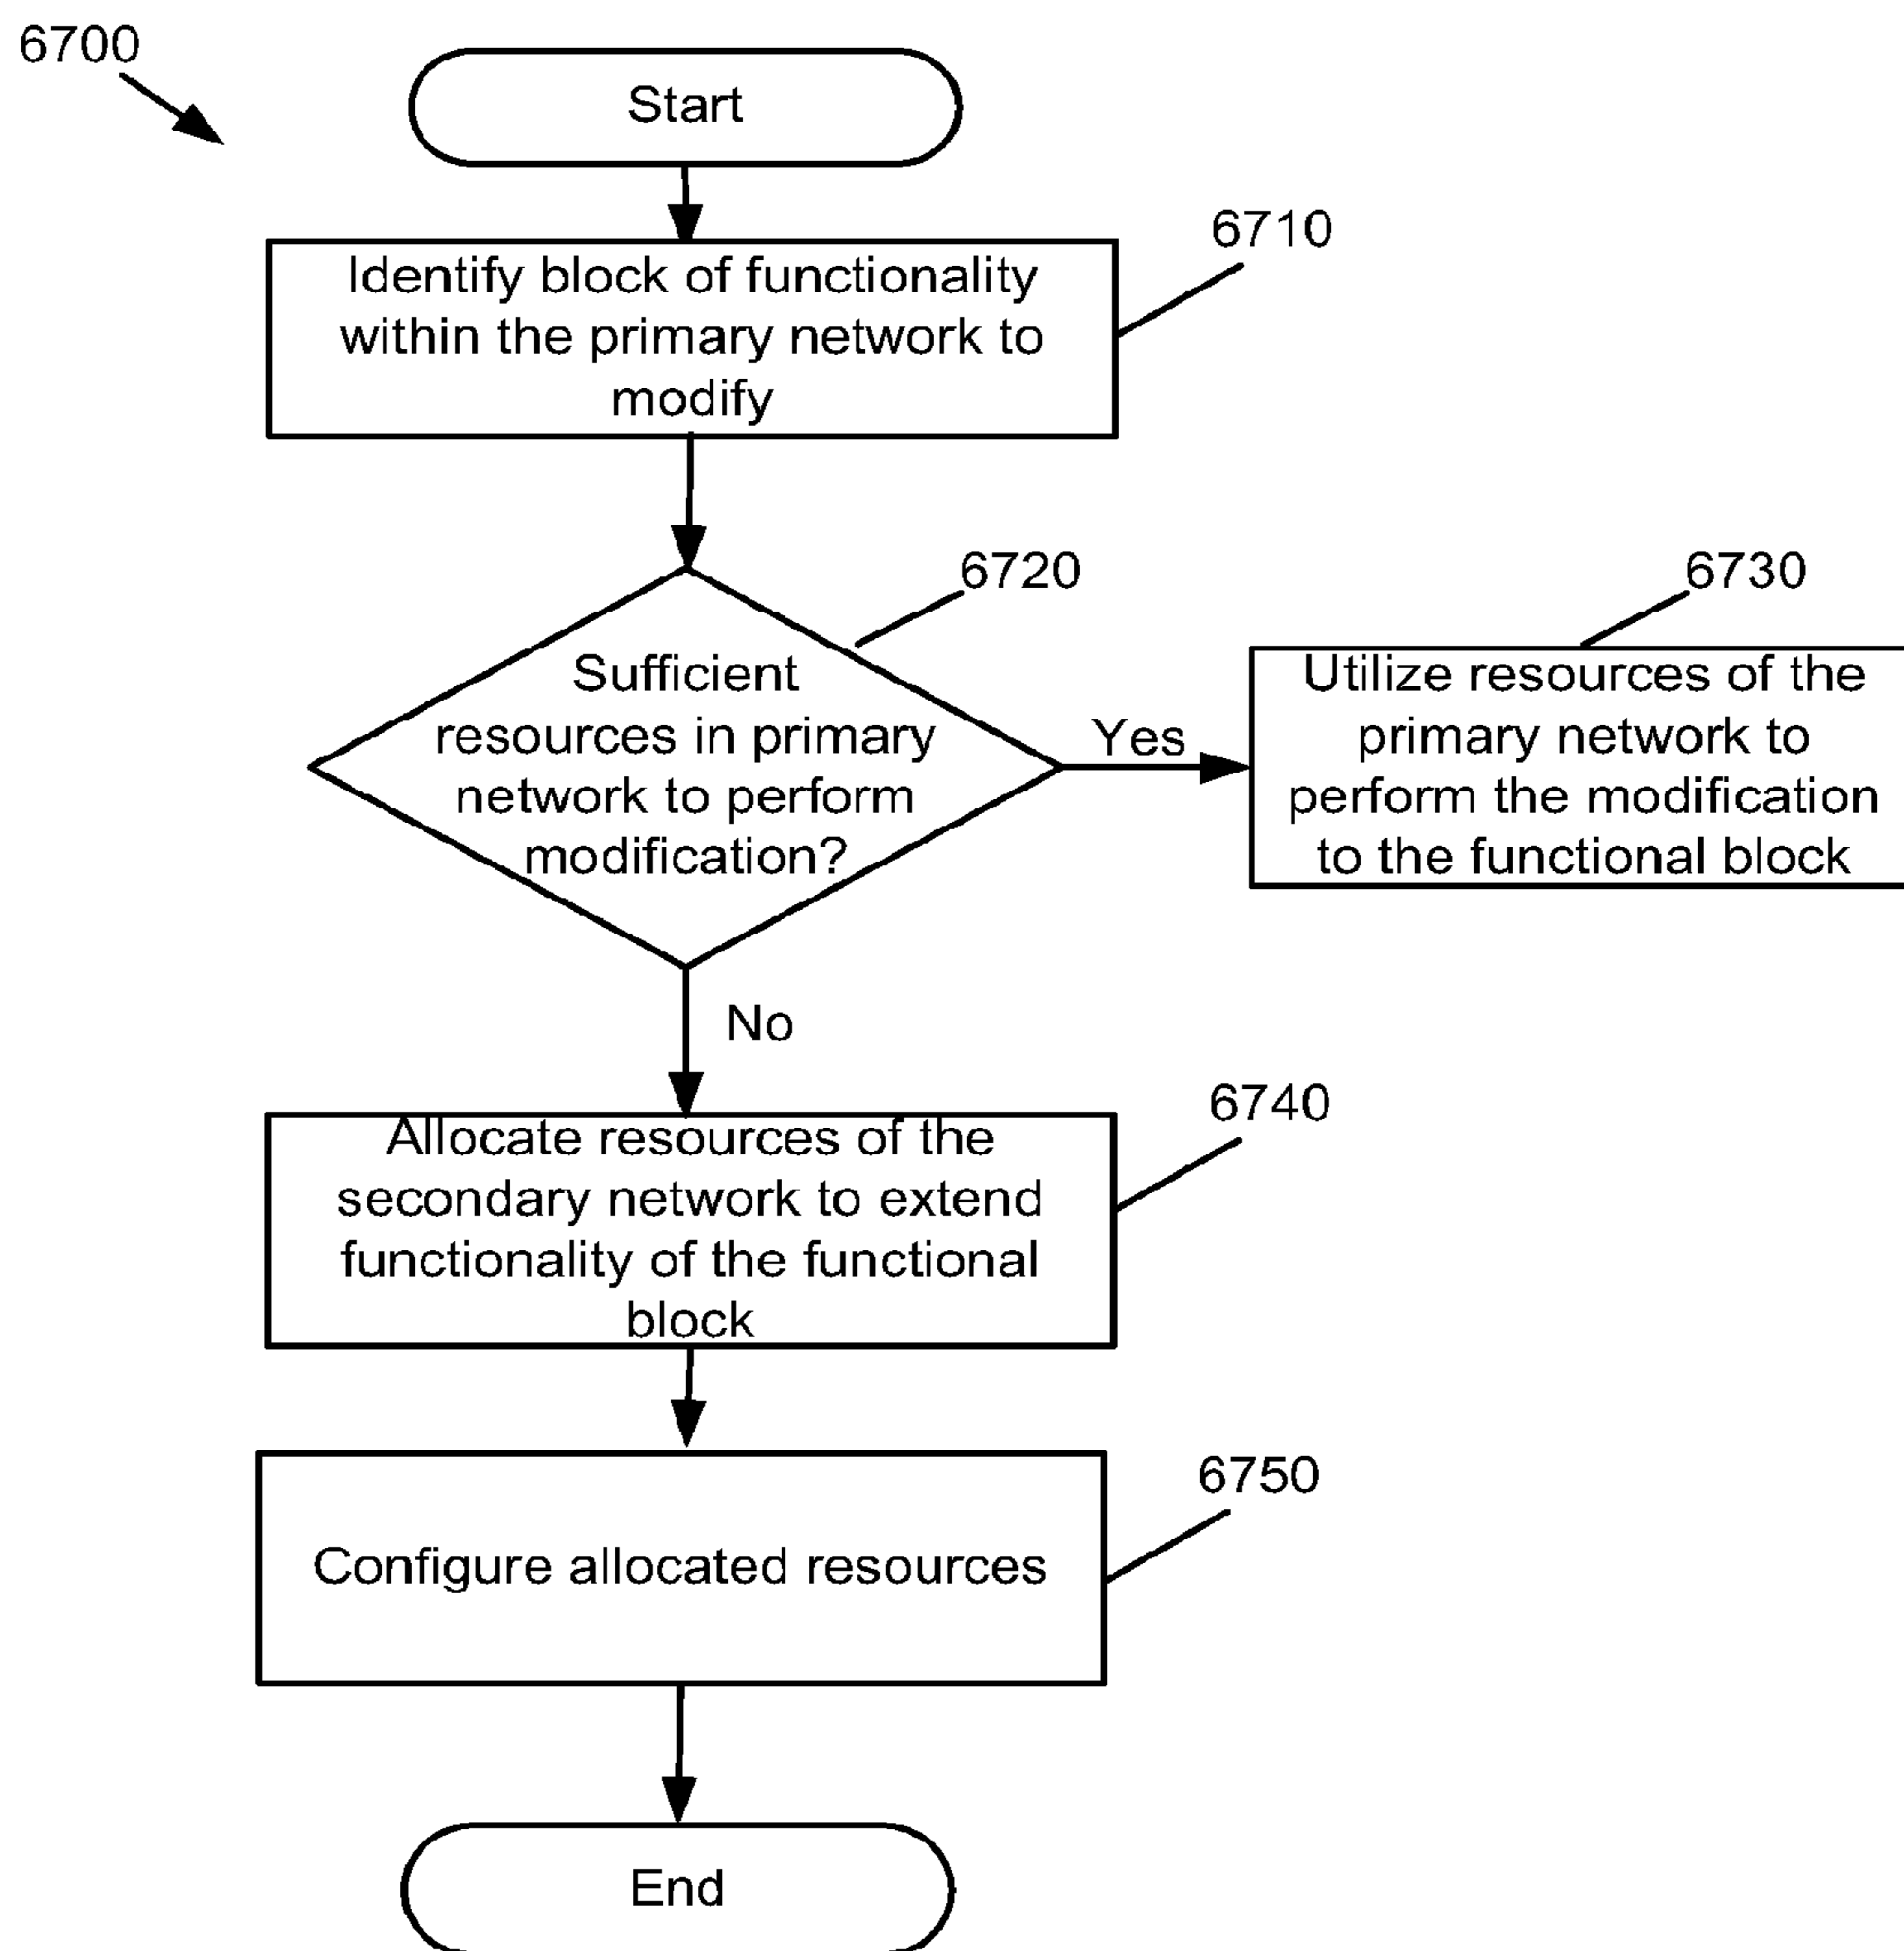 6700
Start
6710
Identify block of functionality
within the primary network to
modify
6720
Sufficient
resources in primary
network to perform
modification?
Yes
6730
Utilize resources of the
primary network to
perform the modification
to the functional block
No
6740
Allocate resources of the
secondary network to extend
functionality of the functional
block
6750
Configure allocated resources
End